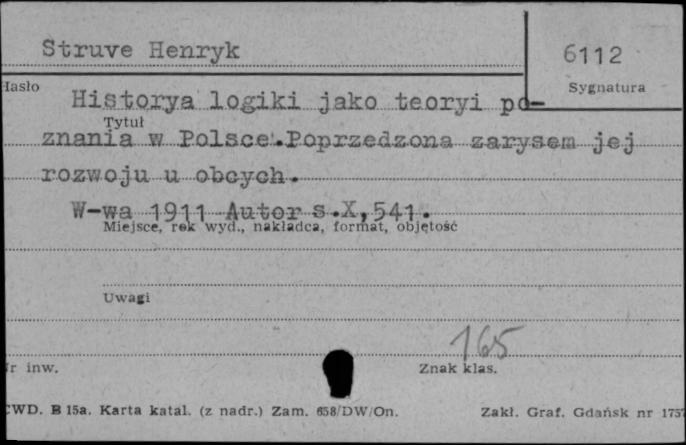 Struve Henryk
6112
Hasło
Sygnatura
Historya logiki jako teoryi po-
Tytuł
znania w Polsce.Poprzedzona zarysem jej
rozwoju u obcych.
W-wa 1911 Autor s.X,541.
Miejsce, rok wyd., nakładca, format, objętość
Uwagi
165
Nr inw.
Znak klas.
CWD. B 15a. Karta katal. (z nadr.) Zam. 658/DW/On.
Zakł. Graf. Gdańsk nr 1757